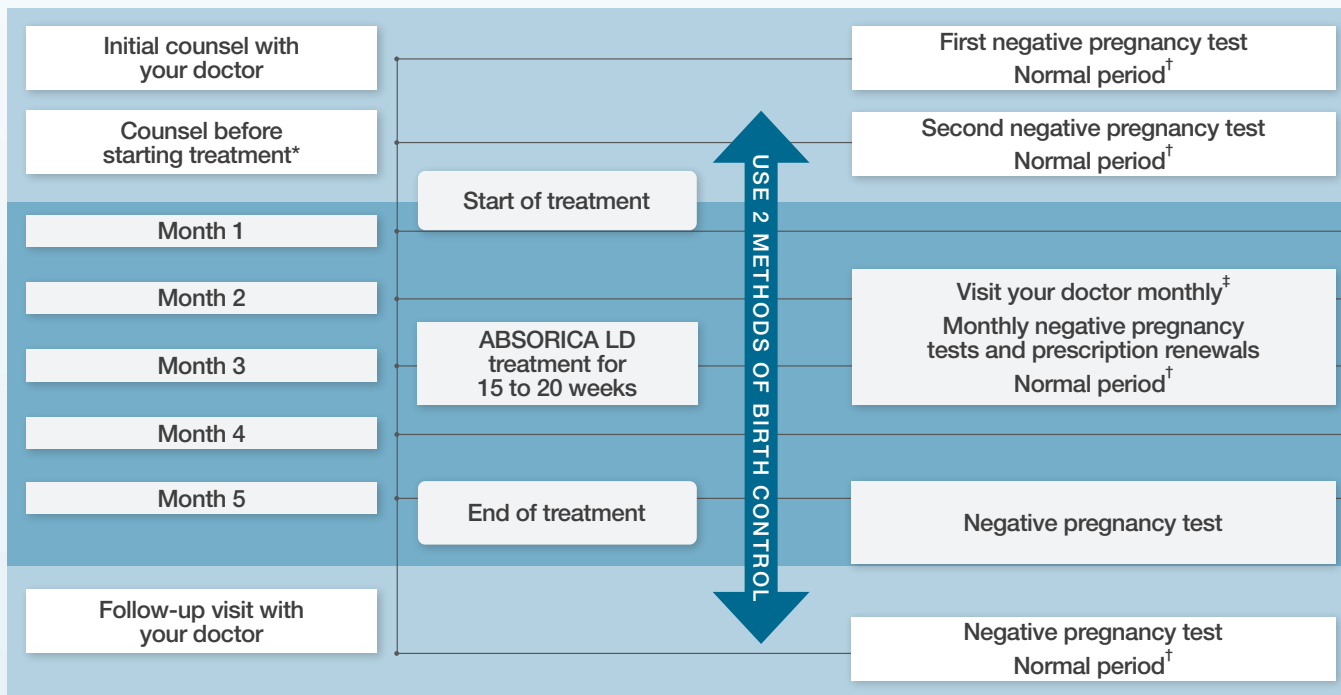 Initial counsel with
your doctor
First negative pregnancy test
Normal period†
Counsel before
starting treatment*
Second negative pregnancy test
Normal period†
Start of treatment
USE 2 METHODS OF BIRTH CONTROL
Month 1
Month 2
Month 3
Month 4
Month 5
ABSORICA LD
treatment for
15 to 20 weeks
Visit your doctor monthly‡
Monthly negative pregnancy
tests and prescription renewals
Normal period†
End of treatment
Negative pregnancy test
Follow-up visit with
your doctor
Negative pregnancy test
Normal period†